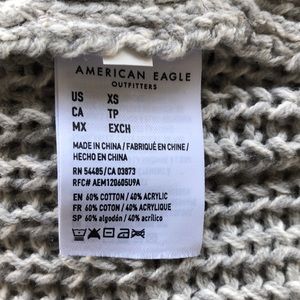 AMERICAN EAGLE
OUTFITTERS
US XS
CA TP
MX EXCH
MADE IN CHINA / FABRIQUÉ EN CHINE /
HECHO EN CHINA
RN 54485/ CA 03873
RFC# AEM120605U9A
EN 60% COTTON / 40% ACRYLIC
FR 60% COTON / 40% ACRYLIQUE
SP 60% algodón / 40% acrílico